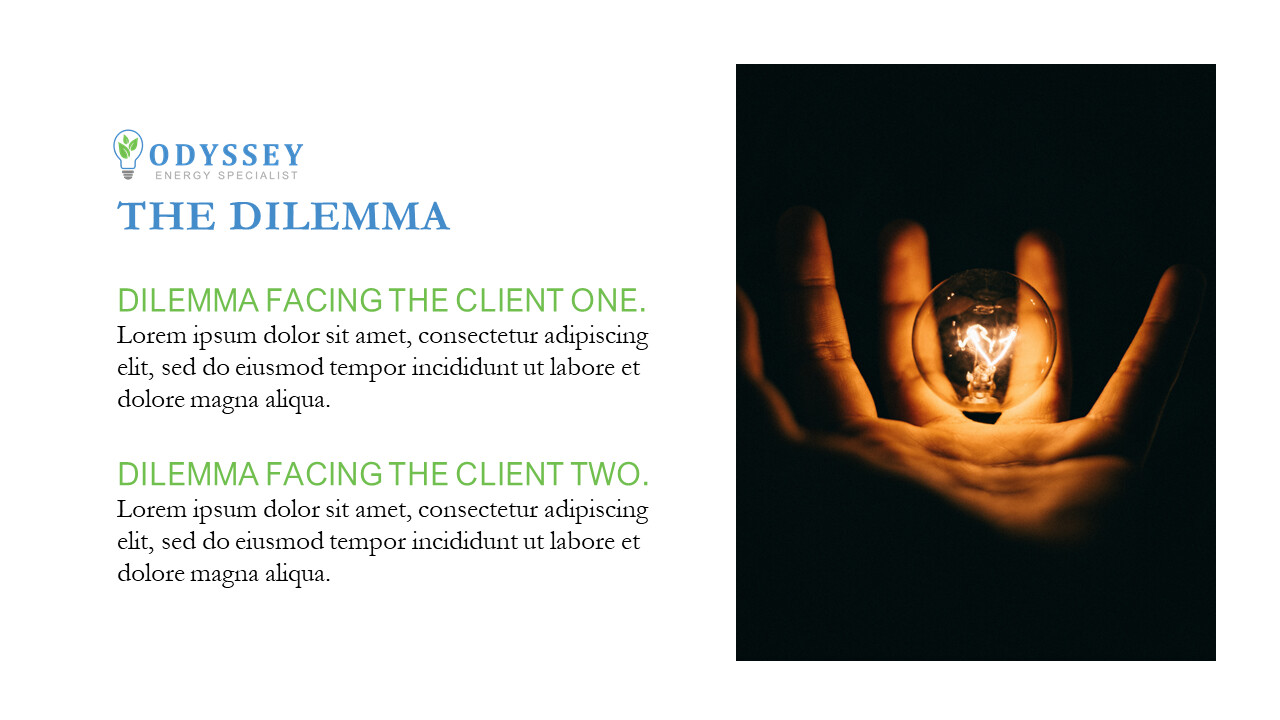 ODYSSEY
ENERGY SPECIALIST
THE DILEMMA
DILEMMA FACING THE CLIENT ONE.
Lorem ipsum dolor sit amet, consectetur adipiscing
elit, sed do eiusmod tempor incididunt ut labore et
dolore magna aliqua.
DILEMMA FACING THE CLIENT TWO.
Lorem ipsum dolor sit amet, consectetur adipiscing
elit, sed do eiusmod tempor incididunt ut labore et
dolore magna aliqua.